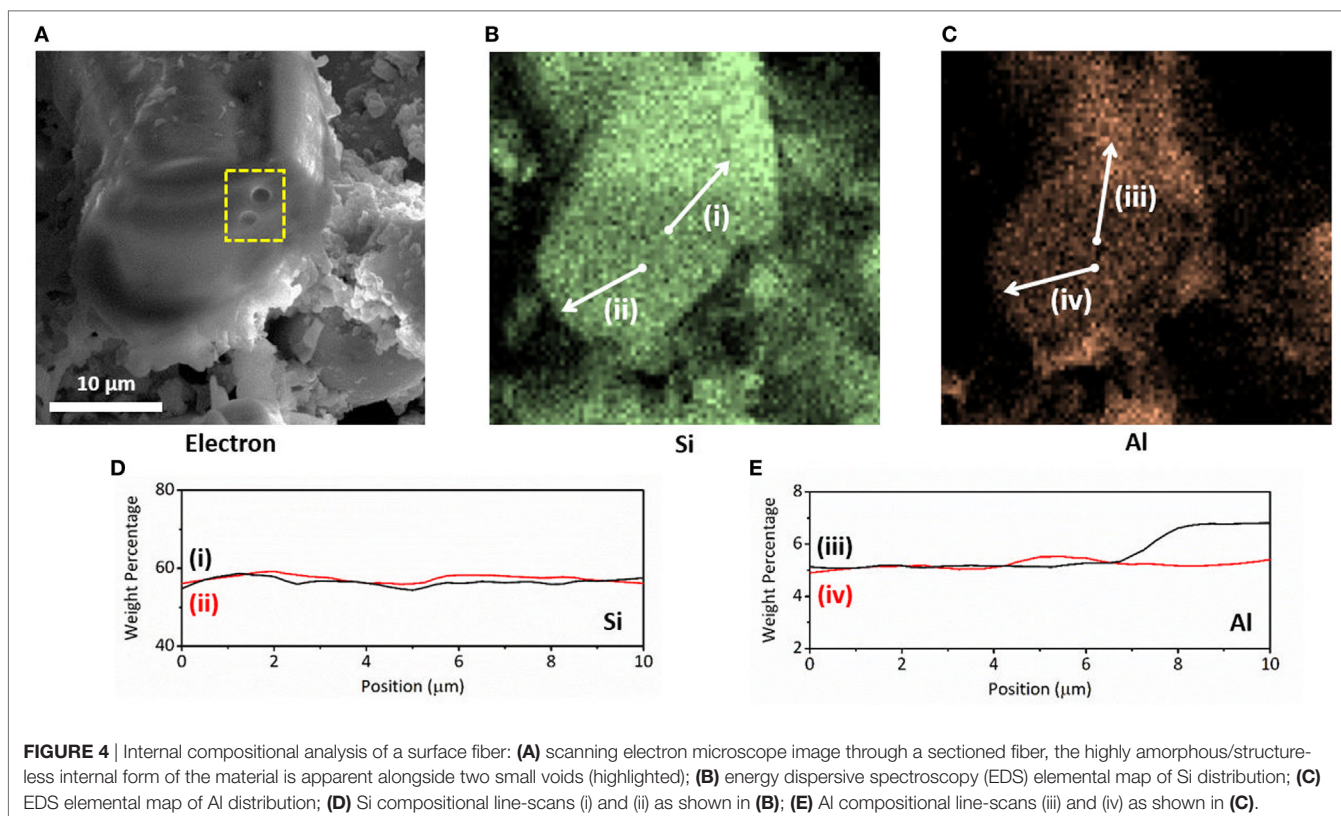 A
B
C
10 µm
(i)
(ii)
(iii)
(iv)
Electron
Si
Al
D
E
80
60
40
Weight Percentage
(i)
(ii)
Si
0 2 4 6 8 10
Position (µm)
8
6
4
2
Weight Percentage
(iii)
(iv)
Al
0 2 4 6 8 10
Position (µm)
FIGURE 4 | Internal compositional analysis of a surface fiber: (A) scanning electron microscope image through a sectioned fiber, the highly amorphous/structure-
less internal form of the material is apparent alongside two small voids (highlighted); (B) energy dispersive spectroscopy (EDS) elemental map of Si distribution; (C)
EDS elemental map of Al distribution; (D) Si compositional line-scans (i) and (ii) as shown in (B); (E) Al compositional line-scans (iii) and (iv) as shown in (C).